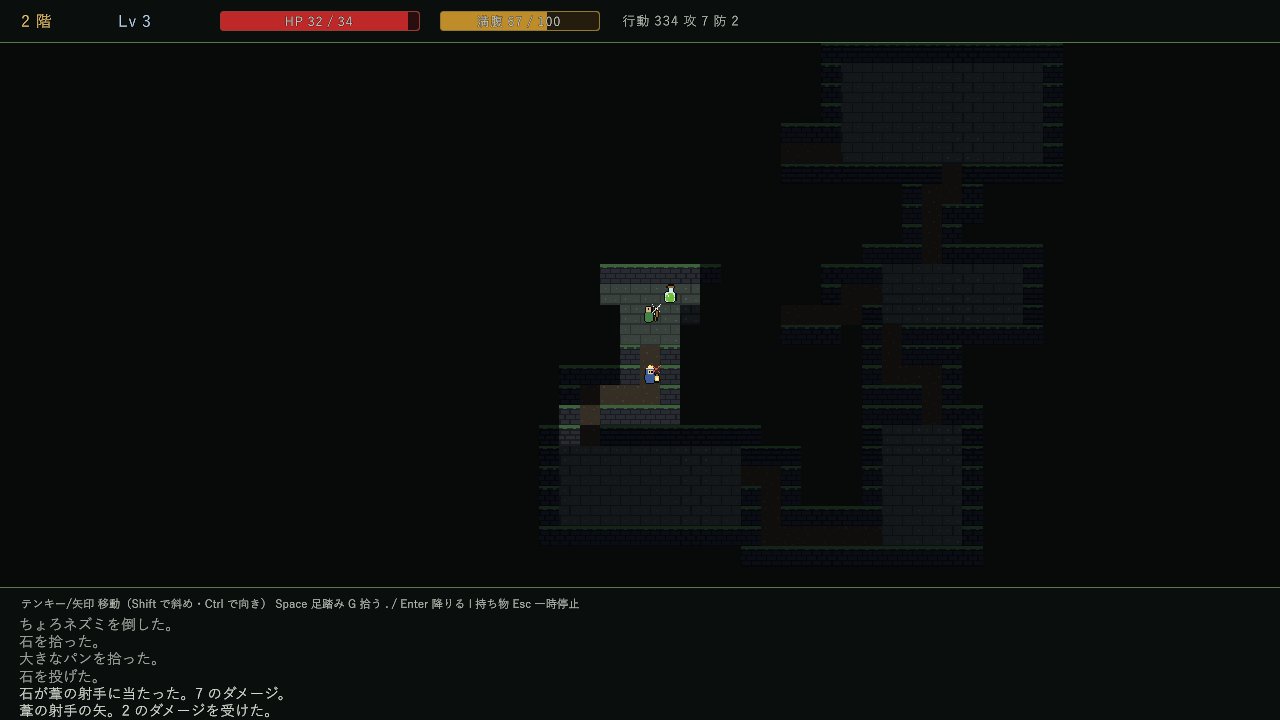 2 階 Lv 3 HP 32 / 34 満腹 67 / 100 行動 334 攻 7 防 2
テンキー/矢印 移動（Shift で斜め・Ctrl で向き） Space 足踏み G 拾う . / Enter 降りる I 持ち物 Esc 一時停止
ちょろネズミを倒した。
石を拾った。
大きなパンを拾った。
石を投げた。
石が葦の射手に当たった。7 のダメージ。
葦の射手の矢。2 のダメージを受けた。